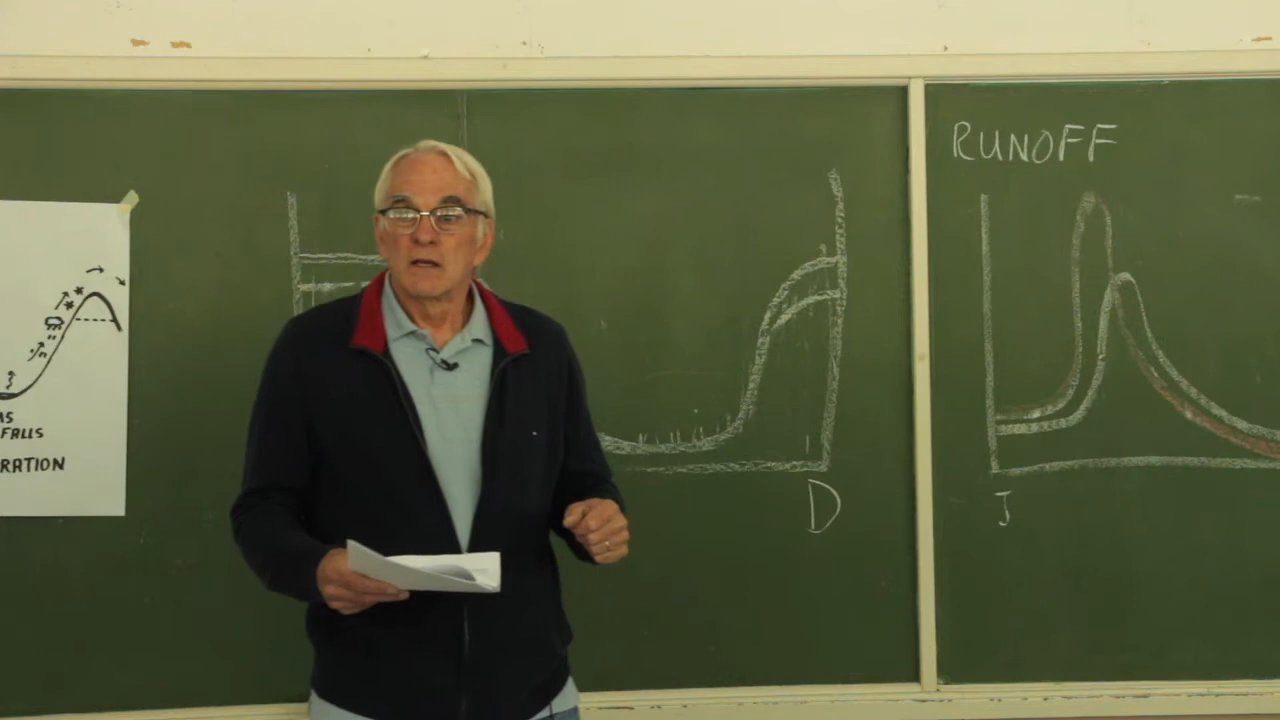 AS
FALLS
RATION
D
RUNOFF
J